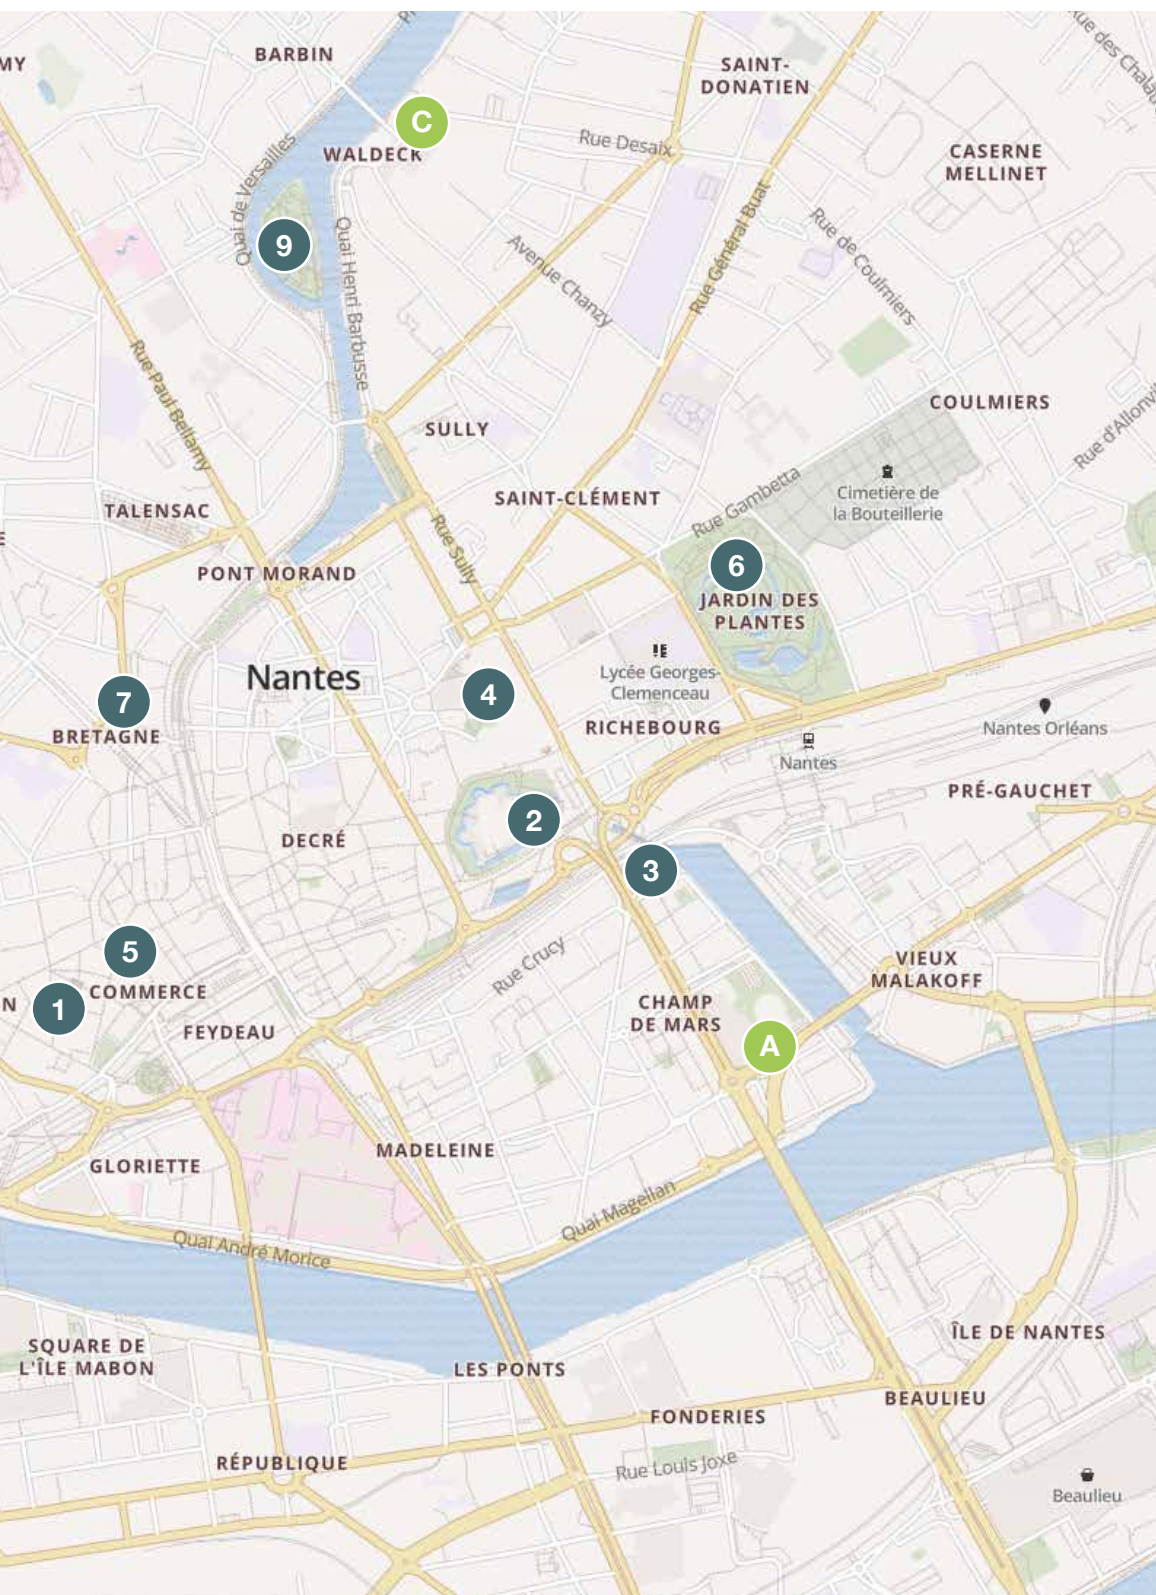 BARBIN
MY
SAINT-
DONATIEN
C
WALDECK
Rue Desaix
CASERNE
MELLINET
Quai de Versailles
9
Quai Henri Barbusse
Avenue Chanzy
Rue Général Buat
Rue de Coulmiers
Rue Paul Bellamy
COULMIERS
SULLY
SAINT-CLÉMENT
Rue Gambetta
Cimetière de
la Bouteillerie
TALENSAC
Rue Sully
PONT MORAND
6
JARDIN DES
PLANTES
Nantes
Lycée Georges-
Clemenceau
4
7
BRETAGNE
RICHEBOURG
Nantes Orléans
Nantes
PRÉ-GAUCHET
2
DECRÉ
3
5
COMMERCE
1
N
Rue Crucy
VIEUX
MALAKOFF
CHAMP
DE MARS
FEYDEAU
A
MADELEINE
GLORIETTE
Quai Magellan
Quai André Morice
SQUARE DE
L'ÎLE MABON
ÎLE DE NANTES
LES PONTS
BEAULIEU
FONDERIES
RÉPUBLIQUE
Rue Louis Joxe
Beaulieu